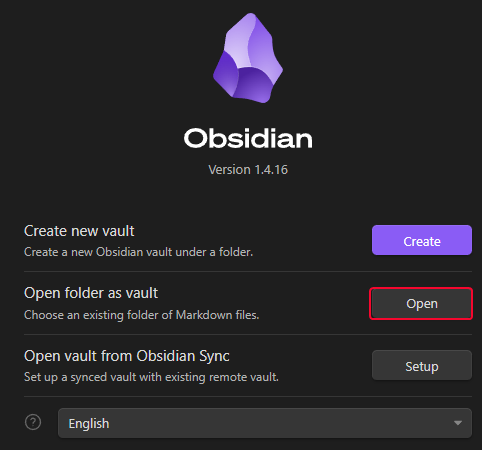 Obsidian
Version 1.4.16
Create new vault
Create a new Obsidian vault under a folder.
Create
Open folder as vault
Choose an existing folder of Markdown files.
Open
Open vault from Obsidian Sync
Set up a synced vault with existing remote vault.
Setup
?
English